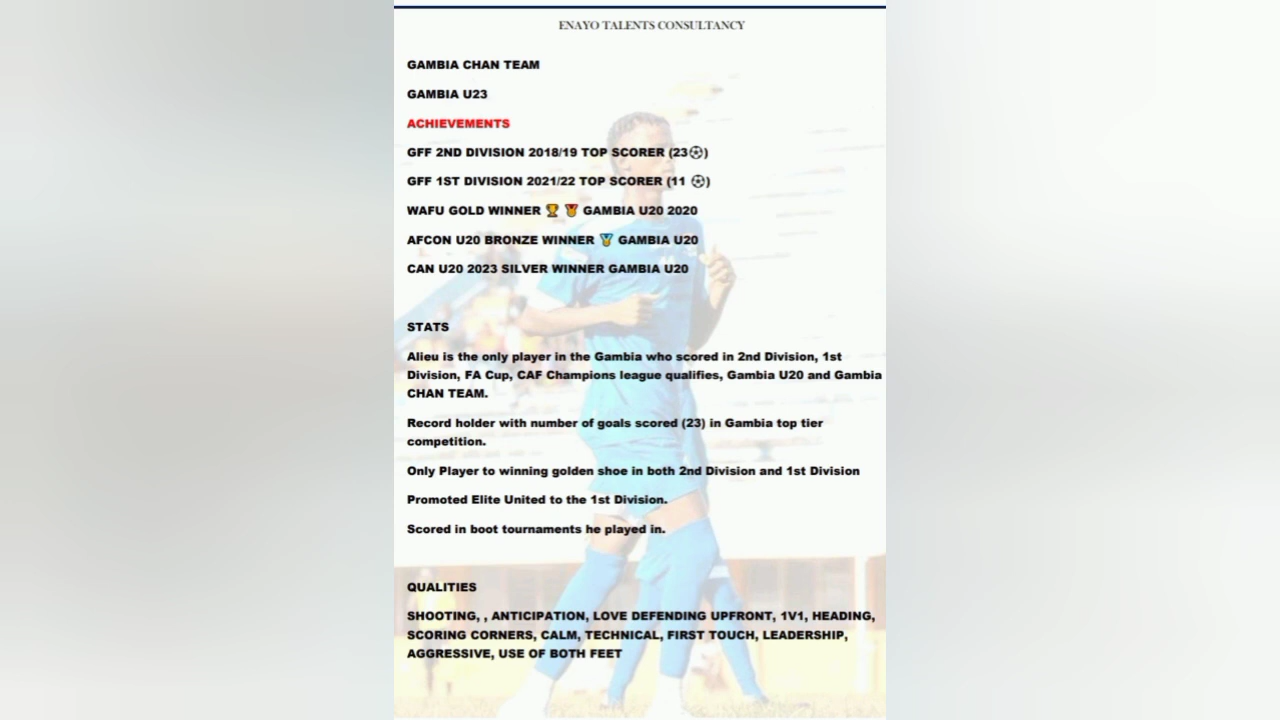 ENAYO TALENTS CONSULTANCY
GAMBIA CHAN TEAM
GAMBIA U23
ACHIEVEMENTS
GFF 2ND DIVISION 2018/19 TOP SCORER (23⚽)
GFF 1ST DIVISION 2021/22 TOP SCORER (11 ⚽)
WAFU GOLD WINNER 🏆 🏅 GAMBIA U20 2020
AFCON U20 BRONZE WINNER 🏅 GAMBIA U20
CAN U20 2023 SILVER WINNER GAMBIA U20
STATS
Alieu is the only player in the Gambia who scored in 2nd Division, 1st
Division, FA Cup, CAF Champions league qualifies, Gambia U20 and Gambia
CHAN TEAM.
Record holder with number of goals scored (23) in Gambia top tier
competition.
Only Player to winning golden shoe in both 2nd Division and 1st Division
Promoted Elite United to the 1st Division.
Scored in boot tournaments he played in.
QUALITIES
SHOOTING, , ANTICIPATION, LOVE DEFENDING UPFRONT, 1V1, HEADING,
SCORING CORNERS, CALM, TECHNICAL, FIRST TOUCH, LEADERSHIP,
AGGRESSIVE, USE OF BOTH FEET